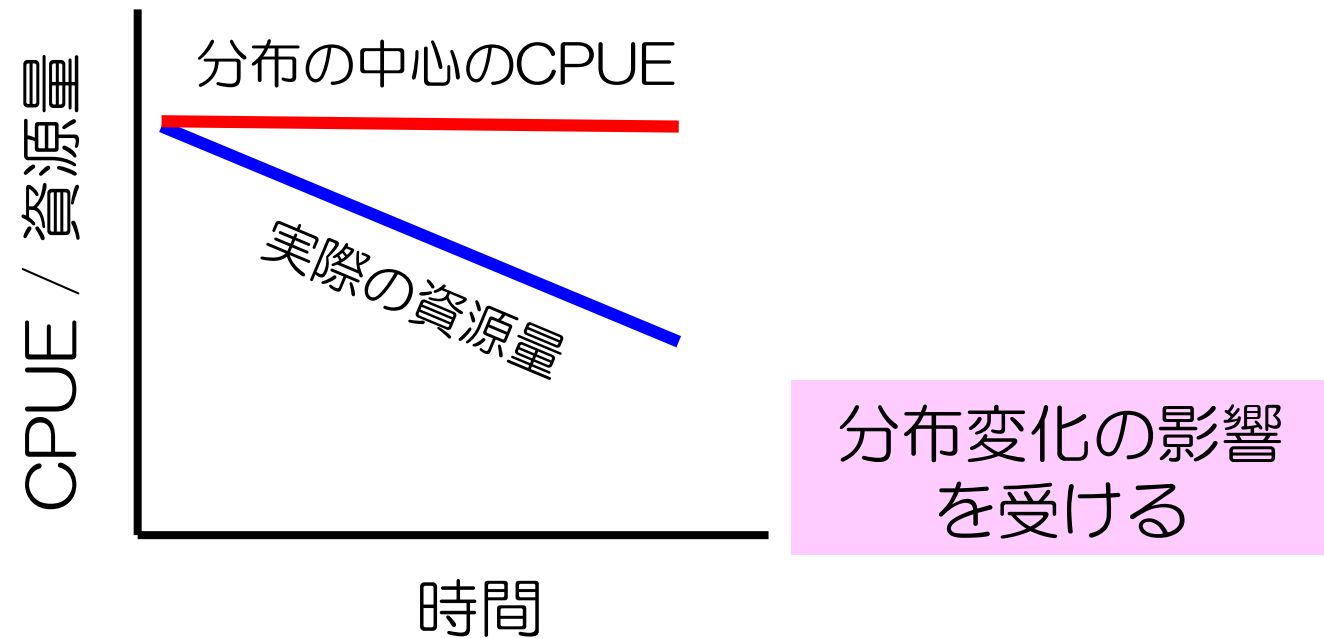 分布の中心のCPUE
CPUE / 資源量
実際の資源量
分布変化の影響
を受ける
時間